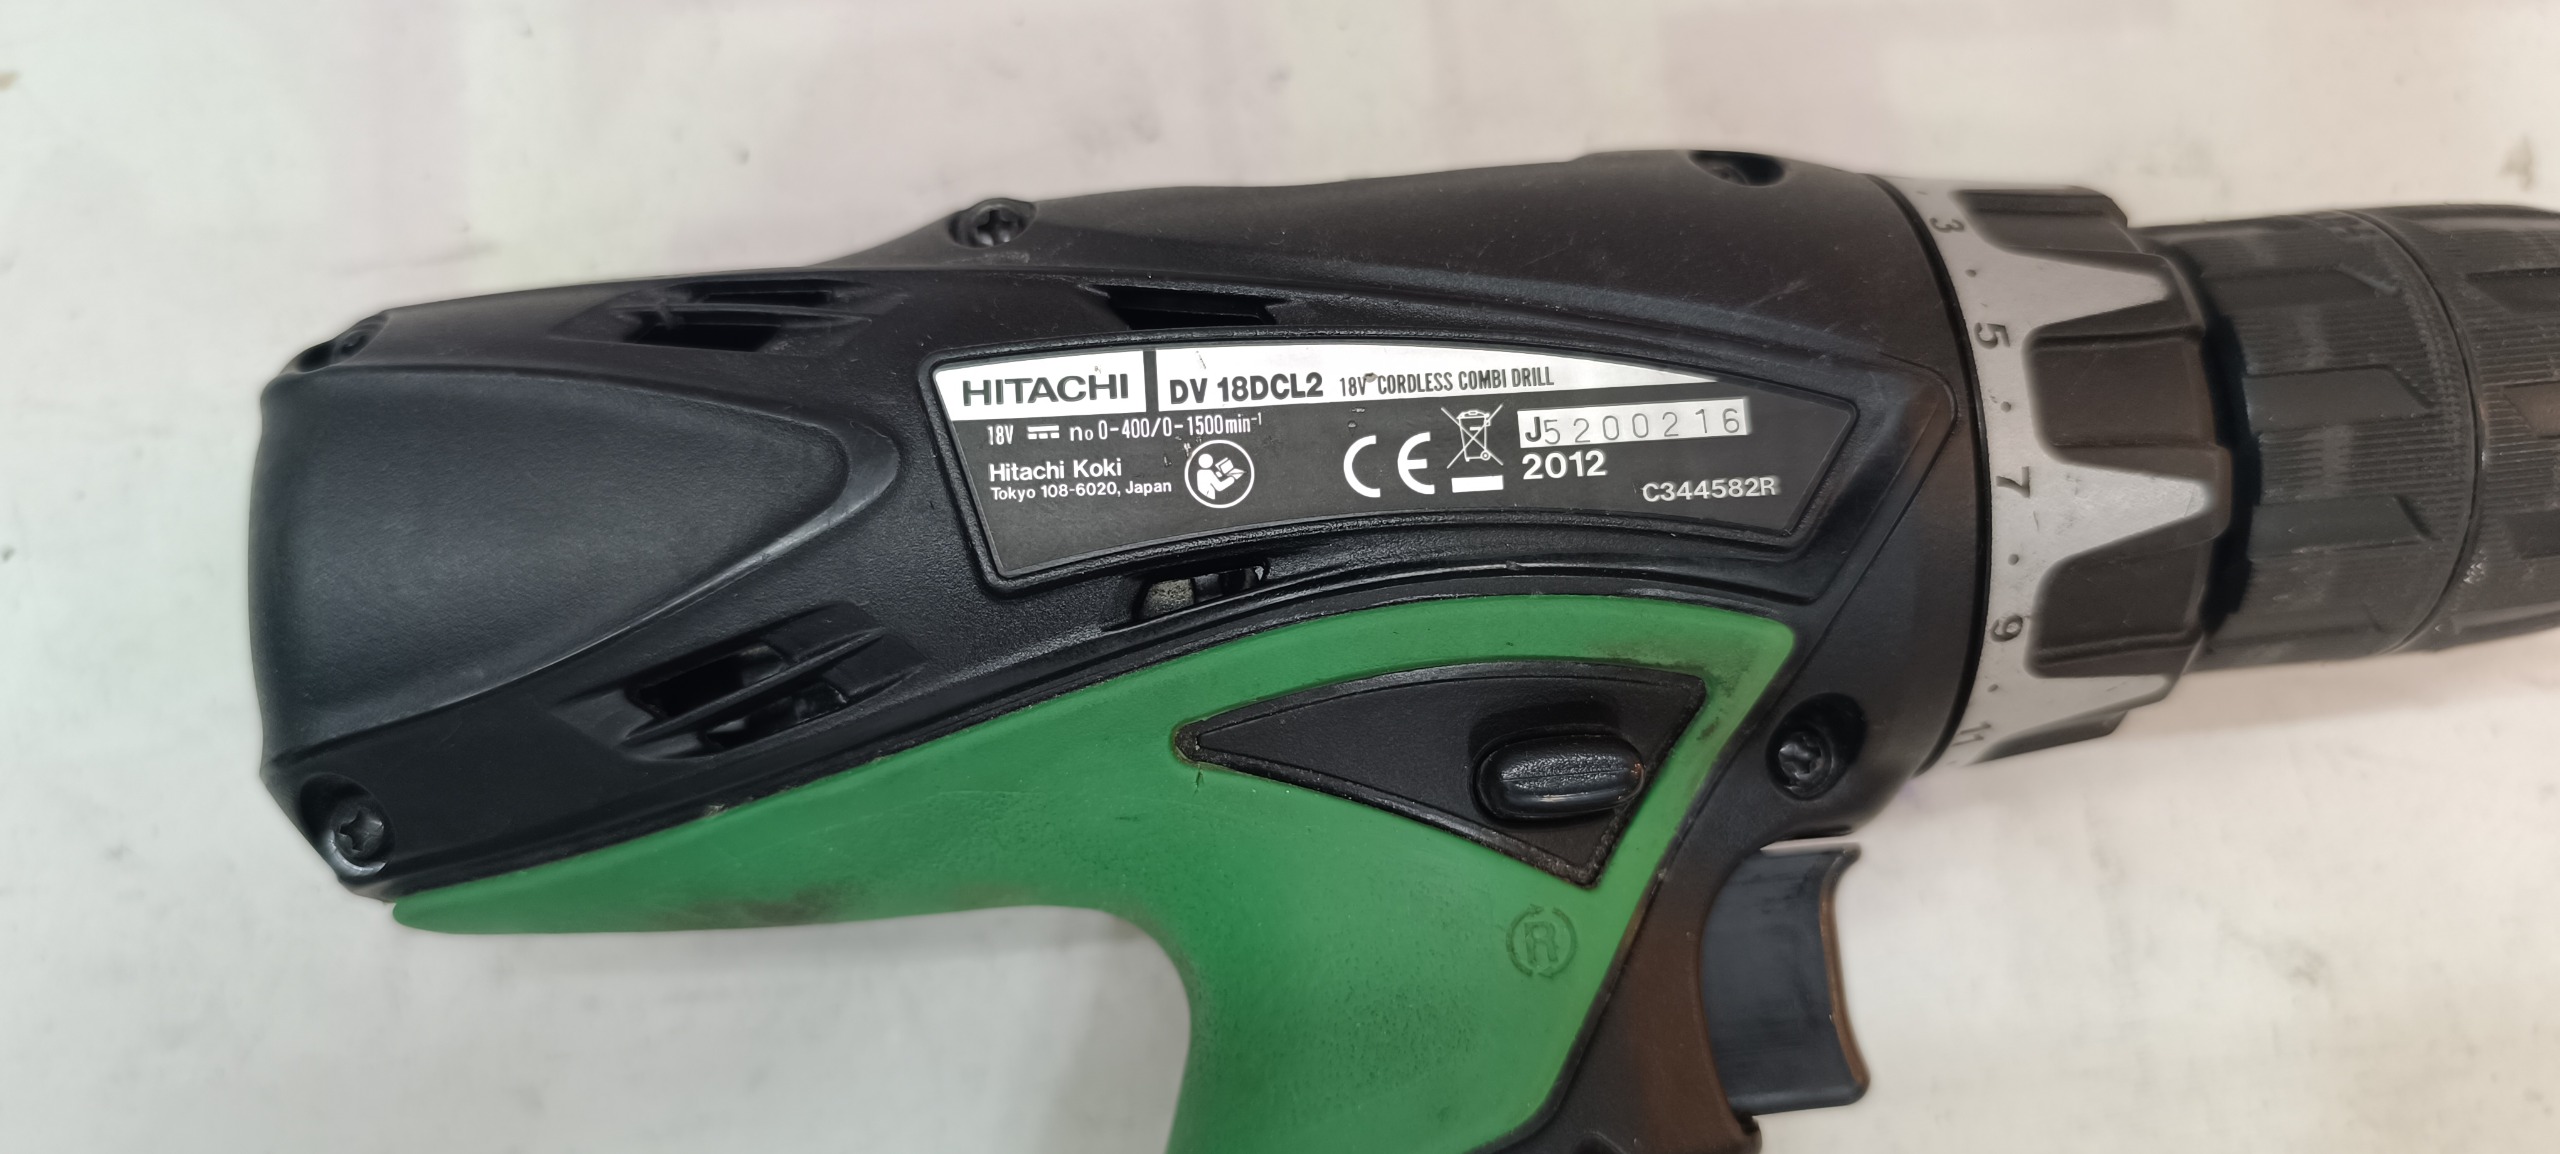 HITACHI DV 18DCL2 18V CORDLESS COMBI DRILL
18V n₀ 0-400/0-1500min⁻¹
Hitachi Koki
Tokyo 108-6020, Japan
CE
J5200216
2012
C344582R
3
5
7
9
11
R